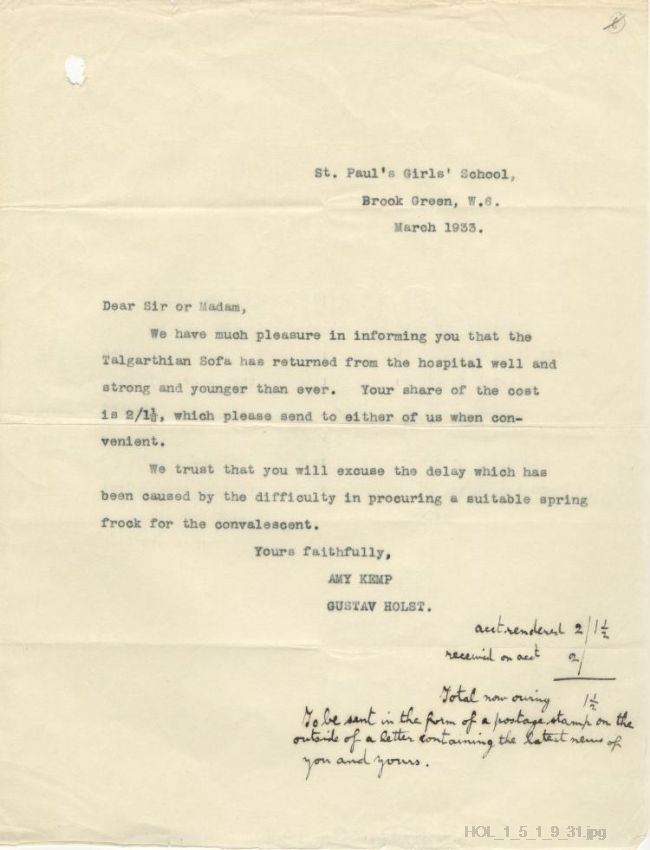 St. Paul's Girls' School,
Brook Green, W.6.
March 1933.
Dear Sir or Madam,
We have much pleasure in informing you that the
Talgarthian Sofa has returned from the hospital well and
strong and younger than ever. Your share of the cost
is 2/1½, which please send to either of us when con-
venient.
We trust that you will excuse the delay which has
been caused by the difficulty in procuring a suitable spring
frock for the convalescent.
Yours faithfully,
AMY KEMP
GUSTAV HOLST.
acct. rendered 2/1½
received on acct 2/
Total now owing 1½
To be sent in the form of a postage stamp on the
outside of a letter containing the latest news of
you and yours.
HOL_1_5_1_9_31.jpg